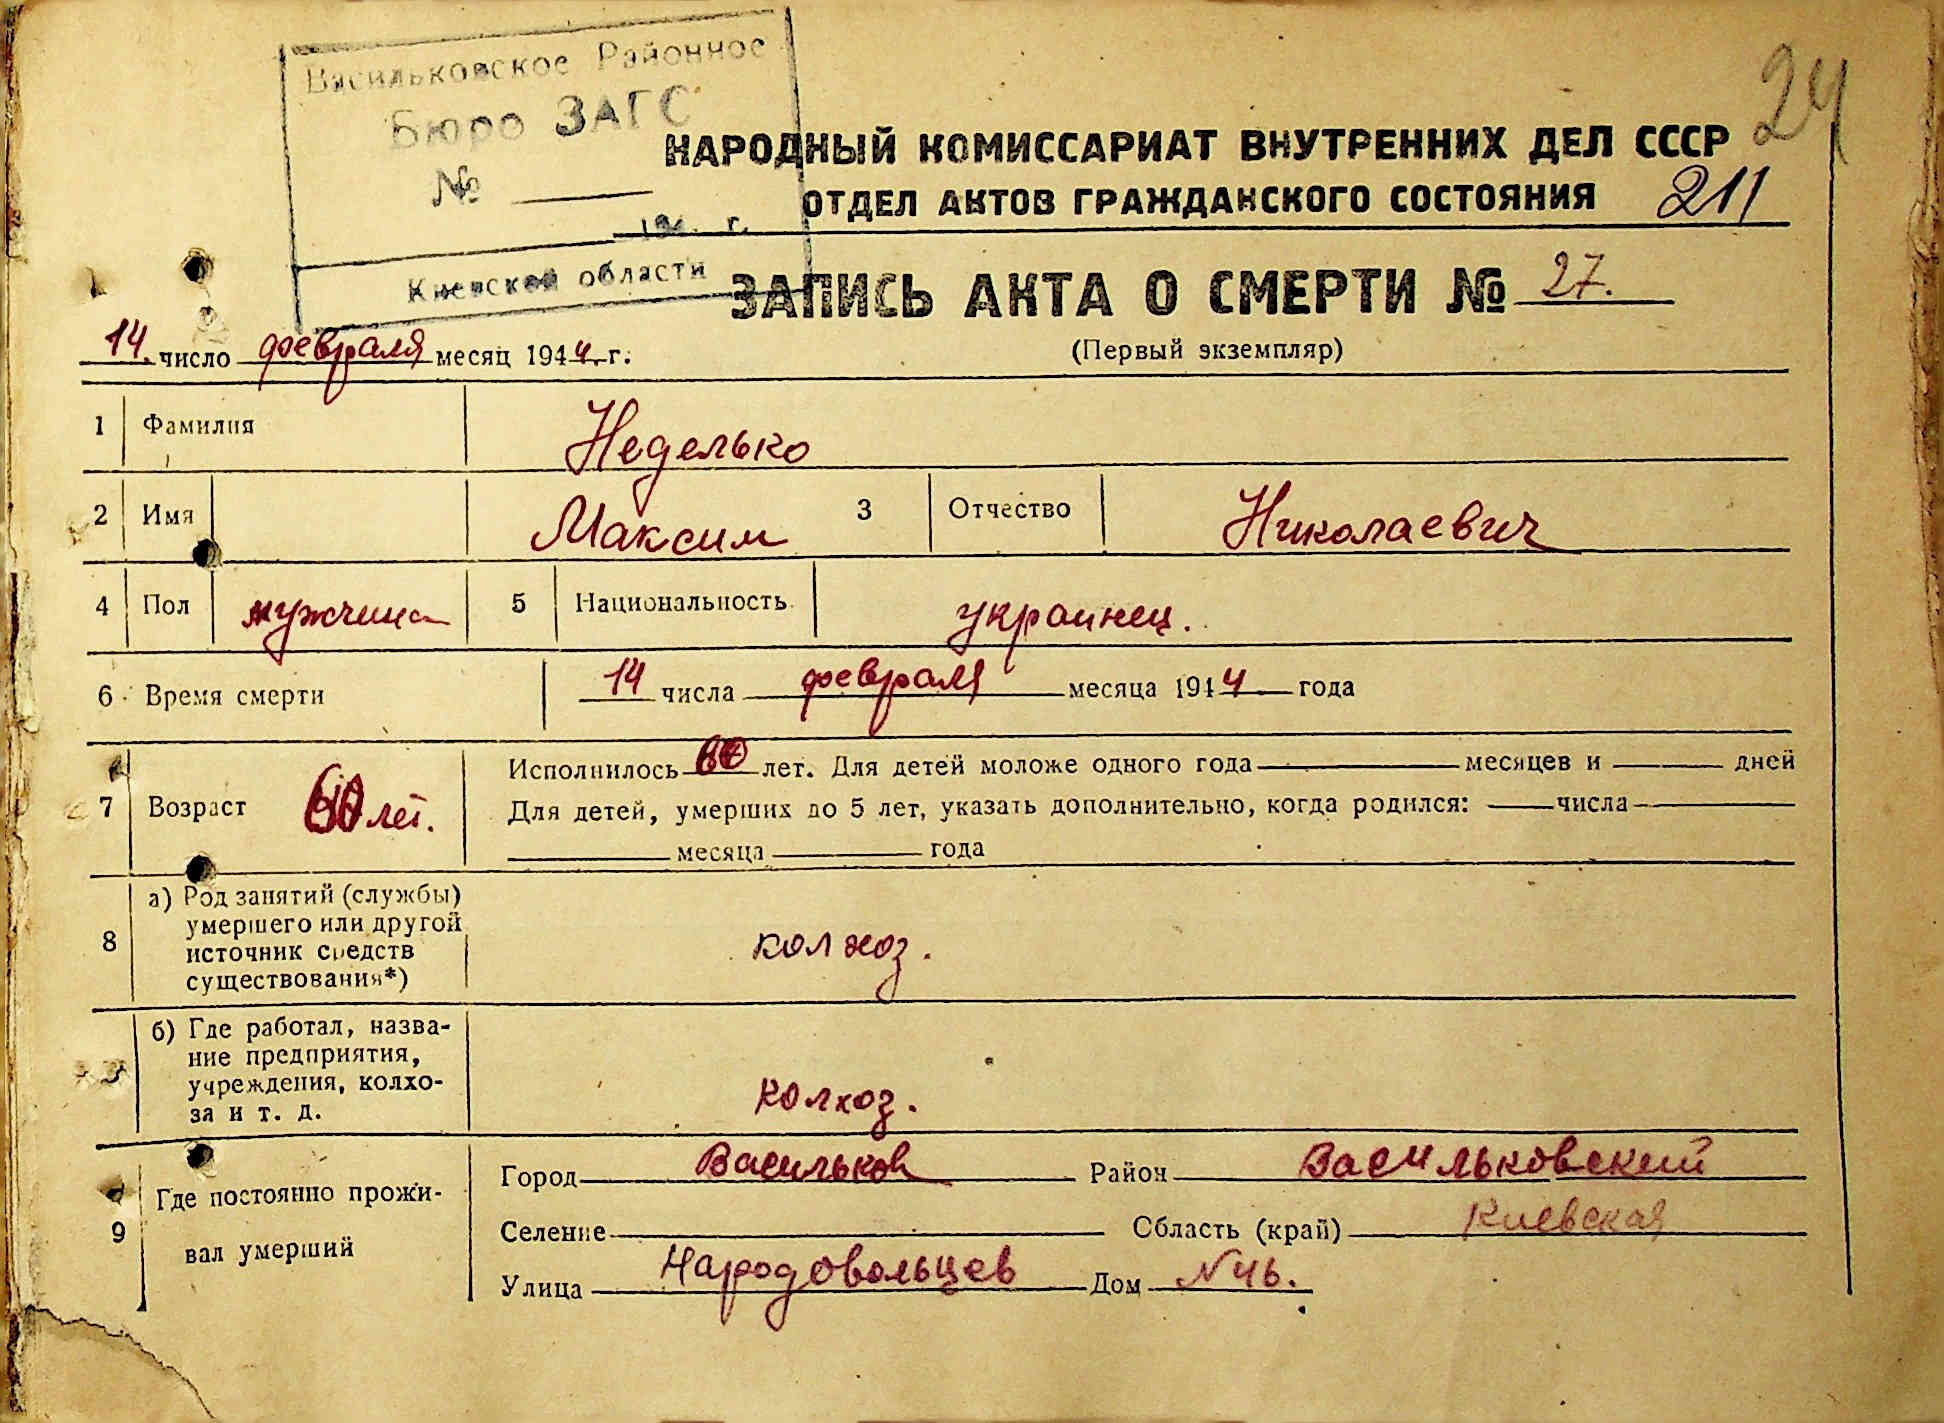 Васильковское Районное
Бюро ЗАГС
№
194 г.
Киевской области
24
НАРОДНЫЙ КОМИССАРИАТ ВНУТРЕННИХ ДЕЛ СССР
ОТДЕЛ АКТОВ ГРАЖДАНСКОГО СОСТОЯНИЯ 211
ЗАПИСЬ АКТА О СМЕРТИ № 27.
14 число февраля месяц 1944 г. (Первый экземпляр)
1 Фамилия Неделько
2 Имя Максим 3 Отчество Николаевич
4 Пол мужчина 5 Национальность украинец.
6 Время смерти 14 числа февраля месяца 1944 года
7 Возраст 60 лет. Исполнилось 60 лет. Для детей моложе одного года месяцев и дней
Для детей, умерших до 5 лет, указать дополнительно, когда родился: числа
месяца года
8 а) Род занятий (службы)
умершего или другой
источник средств
существования*)
колхоз.
б) Где работал, назва-
ние предприятия,
учреждения, колхо-
за и т. д.
колхоз.
9 Где постоянно прожи-
вал умерший
Город Васильков Район Васильковский
Селение Область (край) Киевская
Улица Народовольцев Дом №46.